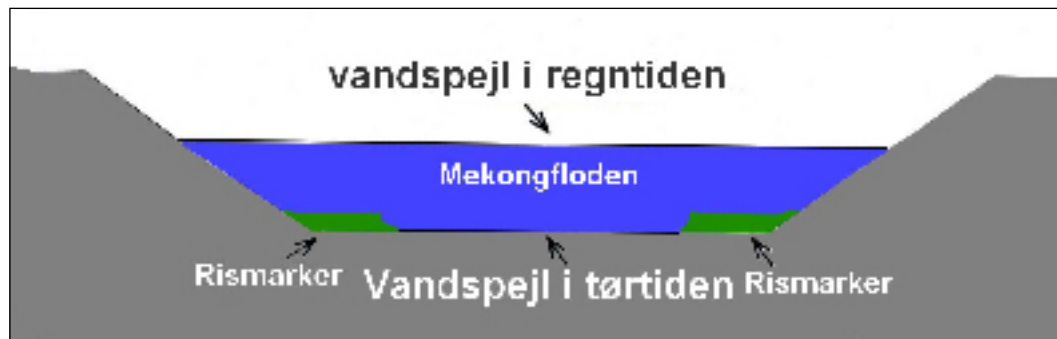 vandspejl i regntiden
Mekongfloden
Rismarker
Vandspejl i tørtiden
Rismarker